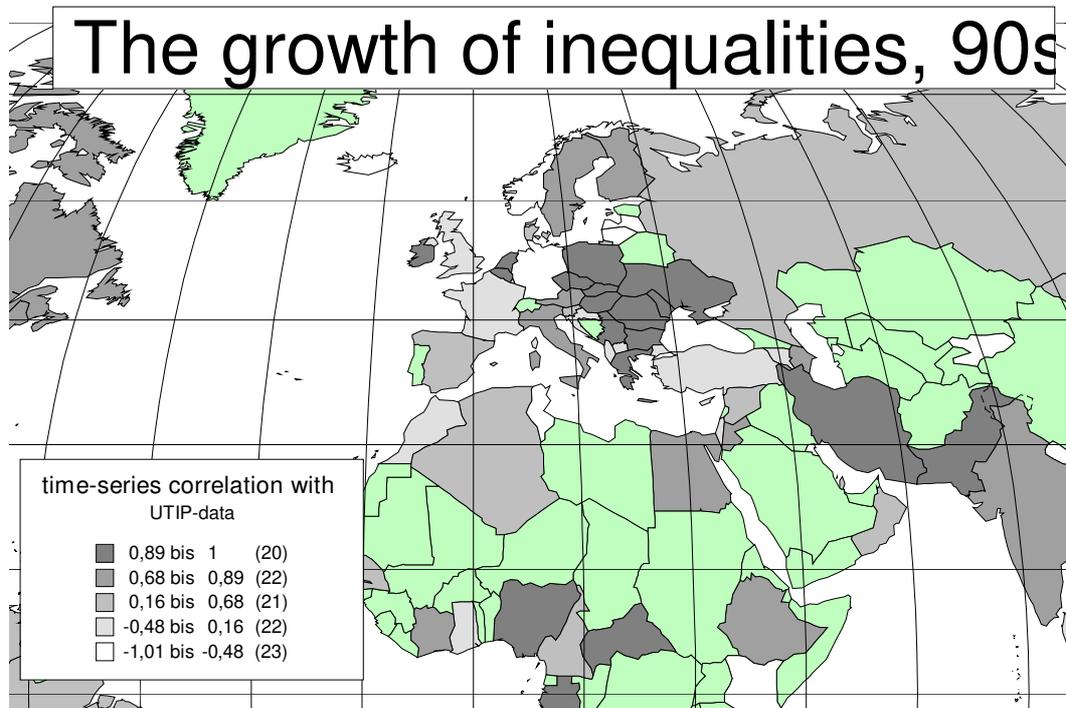 The growth of inequalities, 90s
time-series correlation with
UTIP-data
0,89 bis 1 (20)
0,68 bis 0,89 (22)
0,16 bis 0,68 (21)
-0,48 bis 0,16 (22)
-1,01 bis -0,48 (23)